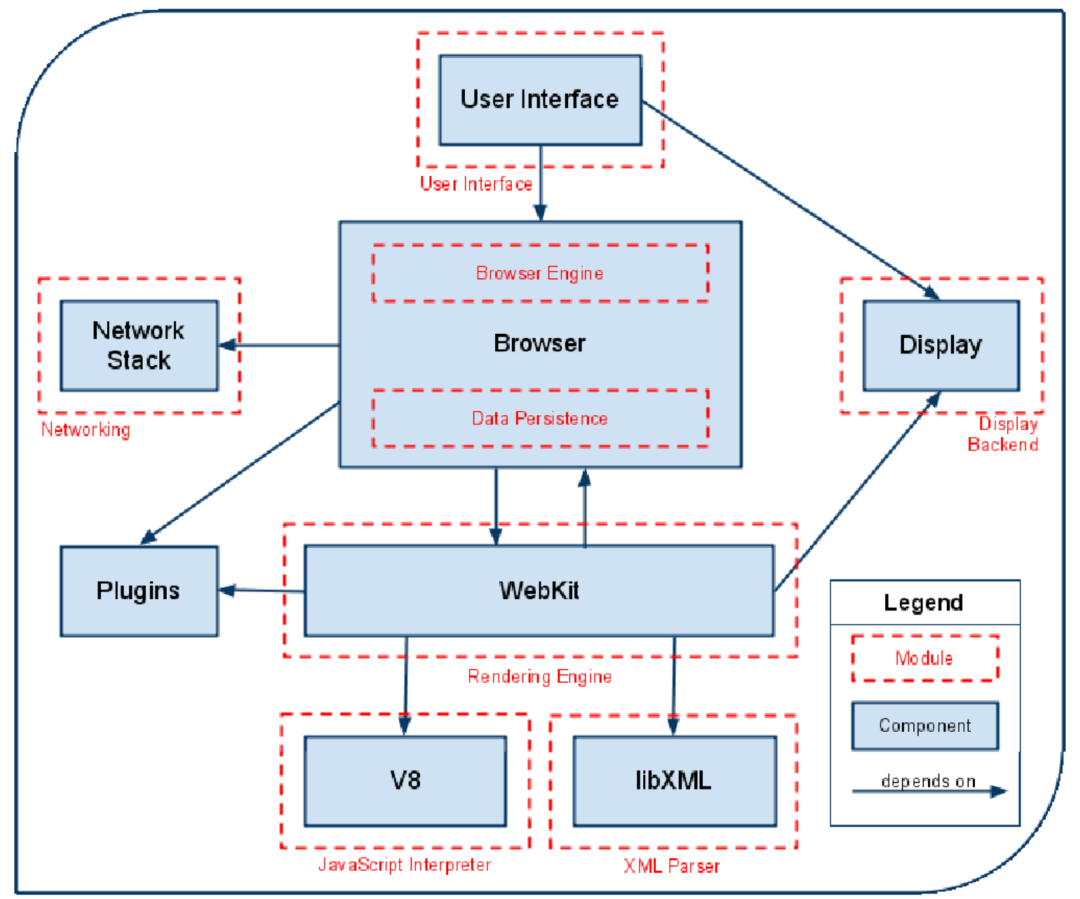 User Interface
User Interface
Browser Engine
Browser
Data Persistence
Network
Stack
Networking
Display
Display
Backend
Plugins
WebKit
Rendering Engine
V8
JavaScript Interpreter
libXML
XML Parser
Legend
Module
Component
depends on